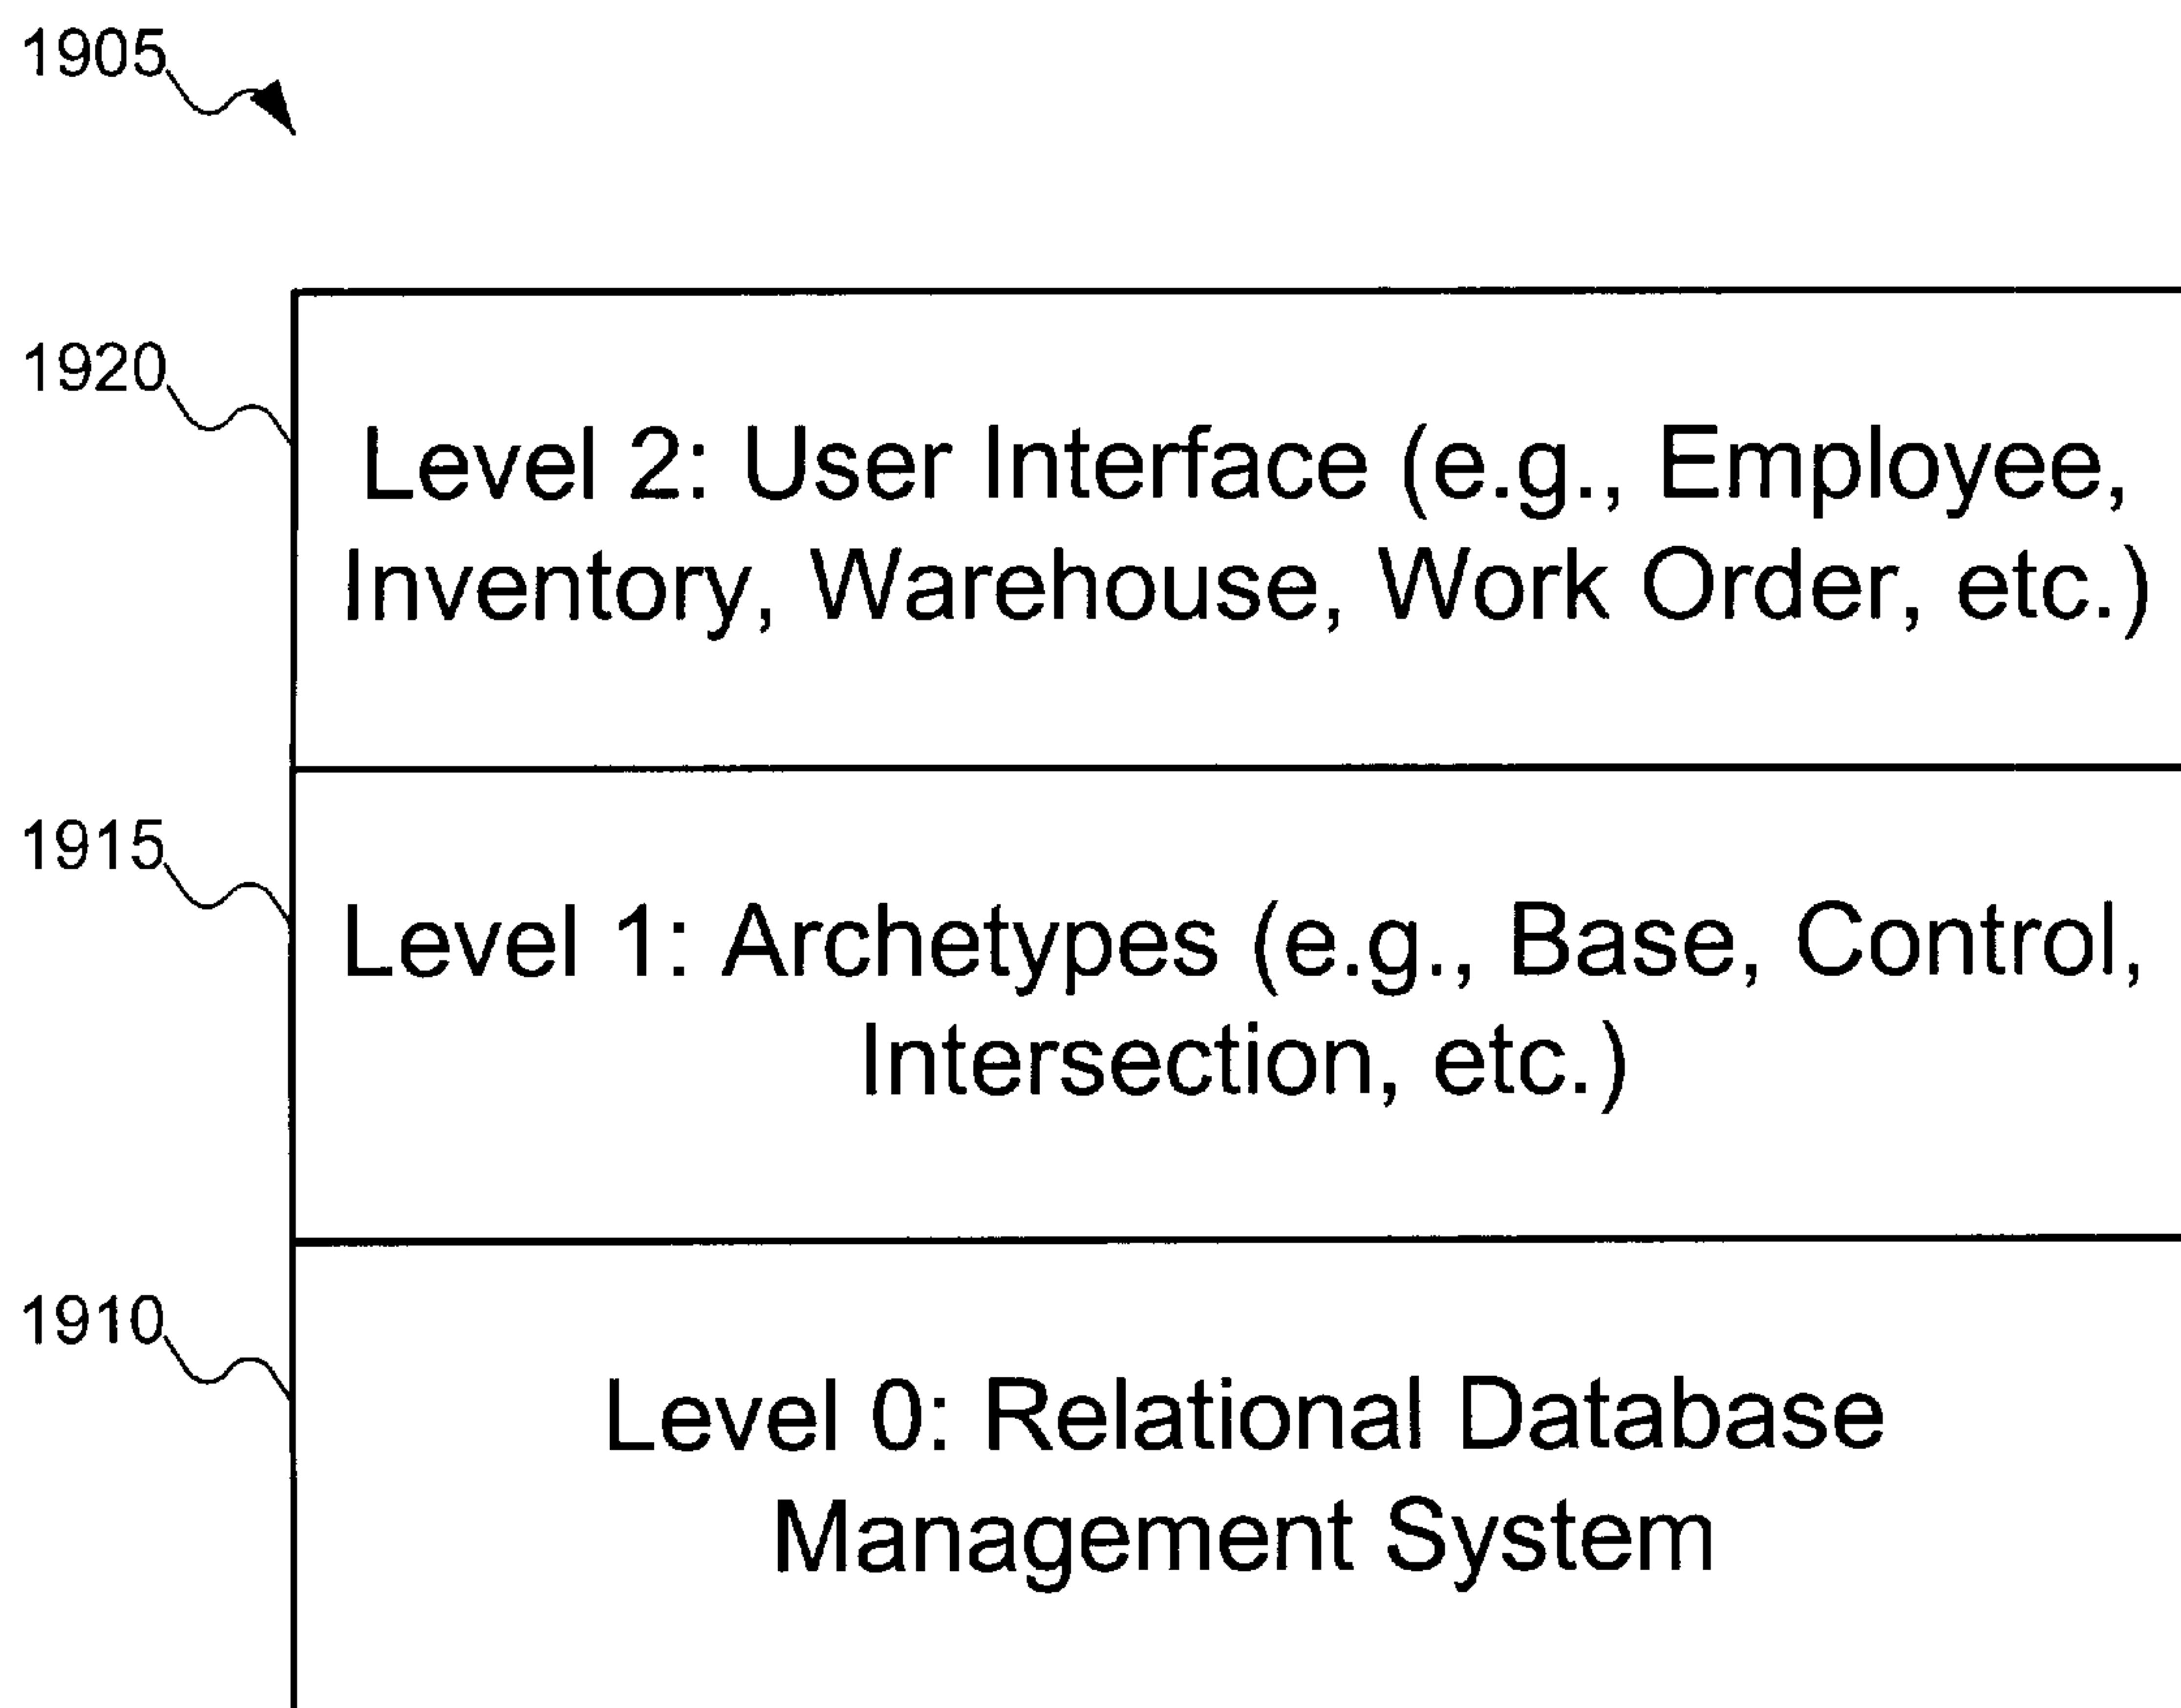 1905
1920
Level 2: User Interface (e.g., Employee,
Inventory, Warehouse, Work Order, etc.)
1915
Level 1: Archetypes (e.g., Base, Control,
Intersection, etc.)
1910
Level 0: Relational Database
Management System